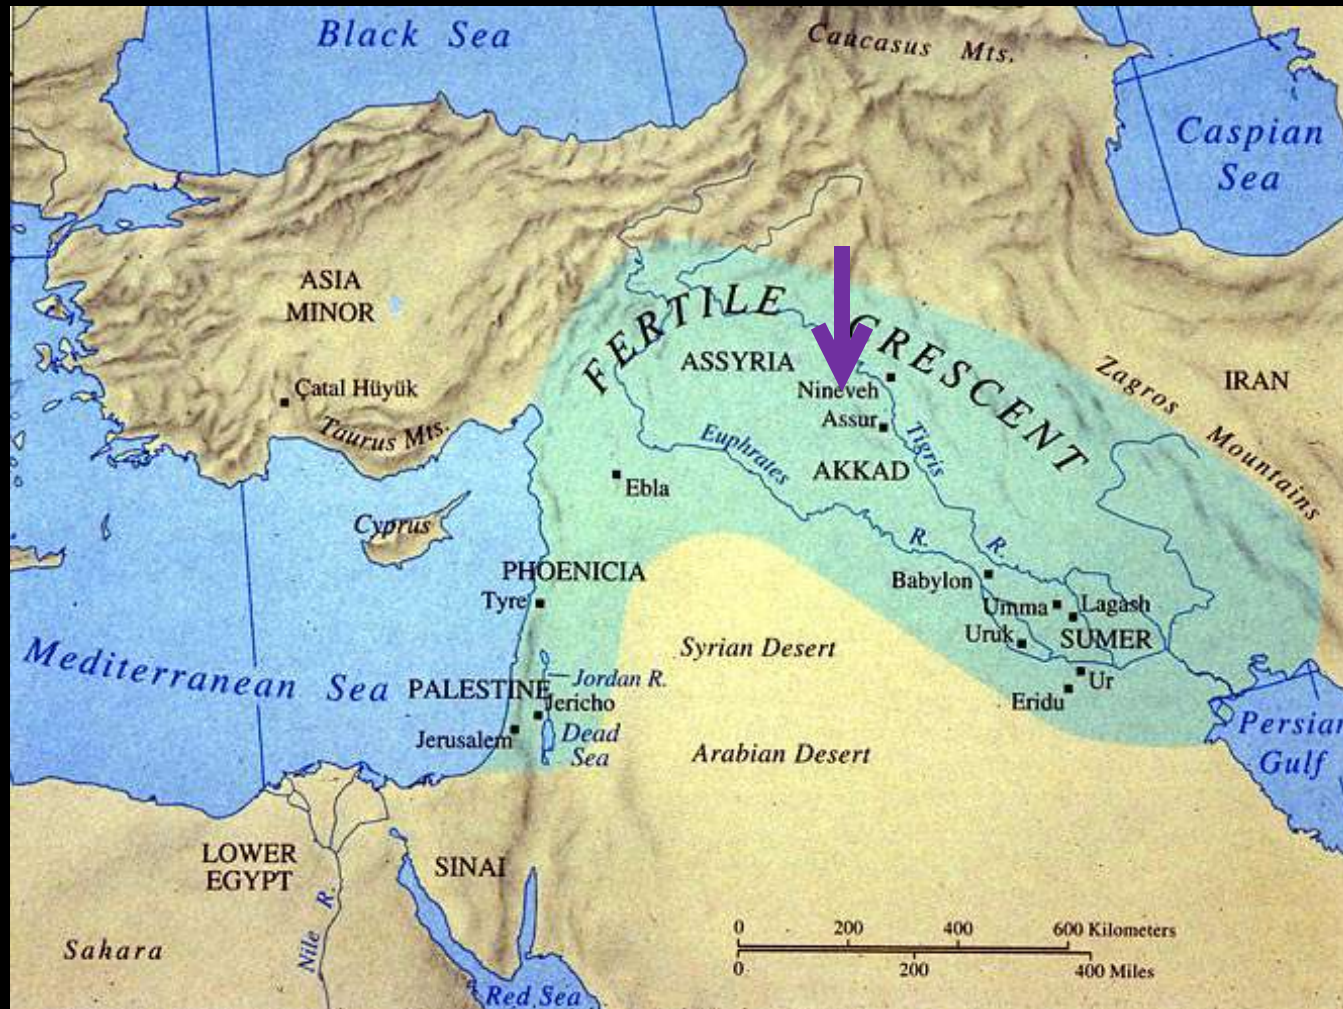 Black Sea
Caucasus Mts.
Caspian
Sea
ASIA
MINOR
FERTILE CRESCENT
ASSYRIA
Zagros
Mountains
IRAN
Nineveh
Çatal Hüyük
Taurus Mts.
Assur
Tigris
R.
Euphrates
R.
AKKAD
Ebla
Cyprus
PHOENICIA
Babylon
Tyre
Umma
Lagash
Uruk
SUMER
Syrian Desert
Mediterranean Sea
PALESTINE
Jordan R.
Jericho
Ur
Eridu
Jerusalem
Dead
Sea
Arabian Desert
Persian
Gulf
LOWER
EGYPT
SINAI
Nile R.
Sahara
Red Sea
0 200 400 600 Kilometers
0 200 400 Miles